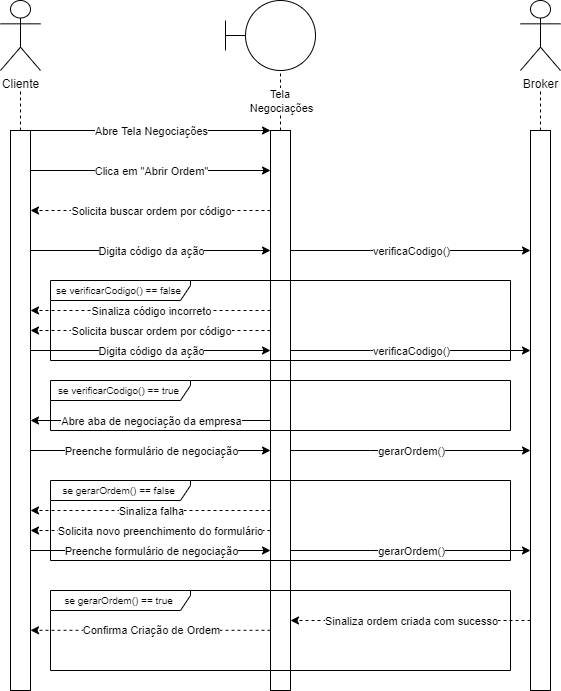 Cliente
Tela
Negociações
Broker
Abre Tela Negociações
Clica em "Abrir Ordem"
Solicita buscar ordem por código
Digita código da ação
verificaCodigo()
se verificarCodigo() == false
Sinaliza código incorreto
Solicita buscar ordem por código
Digita código da ação
verificaCodigo()
se verificarCodigo() == true
Abre aba de negociação da empresa
Preenche formulário de negociação
gerarOrdem()
se gerarOrdem() == false
Sinaliza falha
Solicita novo preenchimento do formulário
Preenche formulário de negociação
gerarOrdem()
se gerarOrdem() == true
Sinaliza ordem criada com sucesso
Confirma Criação de Ordem